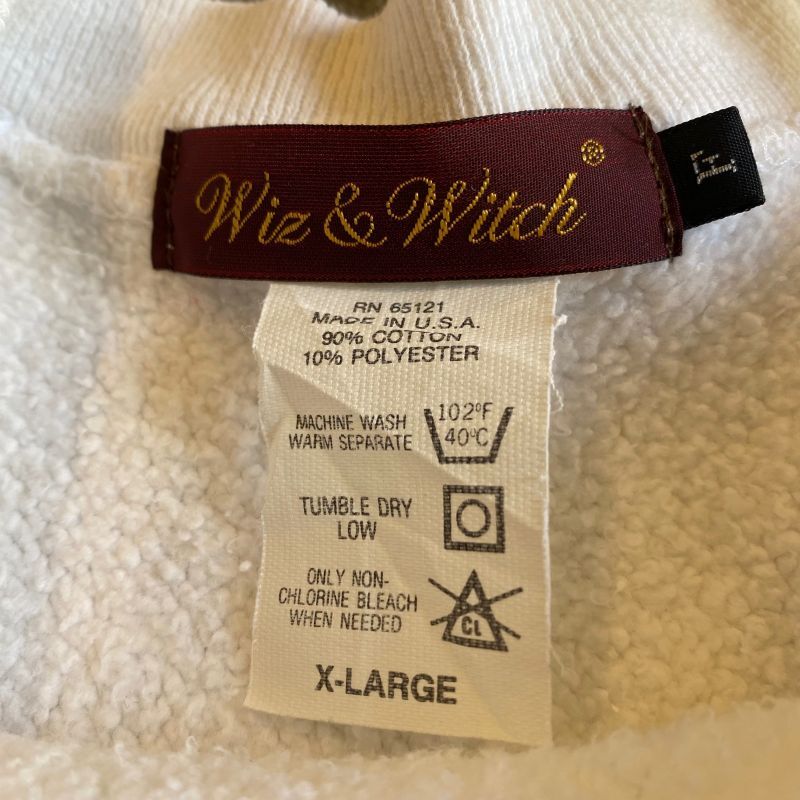 Wiz & Witch ®
RN 65121
MADE IN U.S.A.
90% COTTON
10% POLYESTER
MACHINE WASH
WARM SEPARATE
102°F
40°C
TUMBLE DRY
LOW
ONLY NON-
CHLORINE BLEACH
WHEN NEEDED
CL
X-LARGE